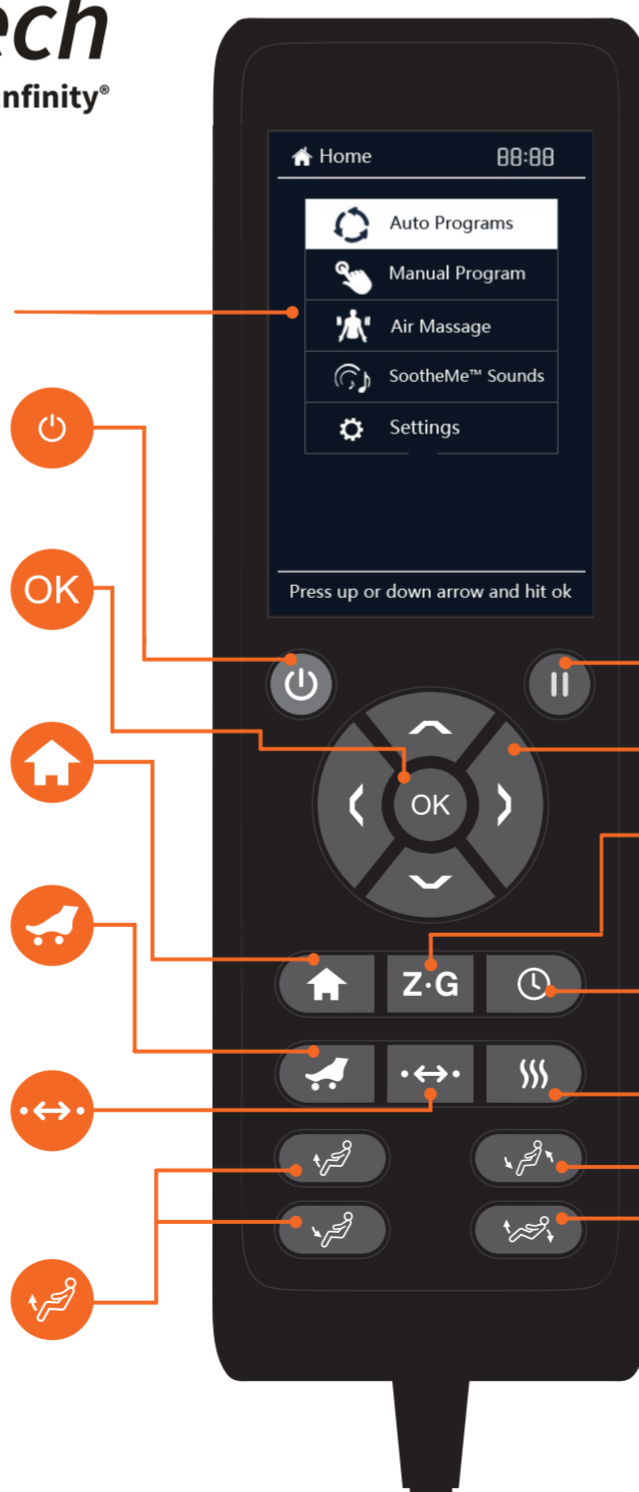 ech
nfinity®
Home 88:88
Auto Programs
Manual Program
Air Massage
SootheMe™ Sounds
Settings
Press up or down arrow and hit ok
OK
OK
Z·G